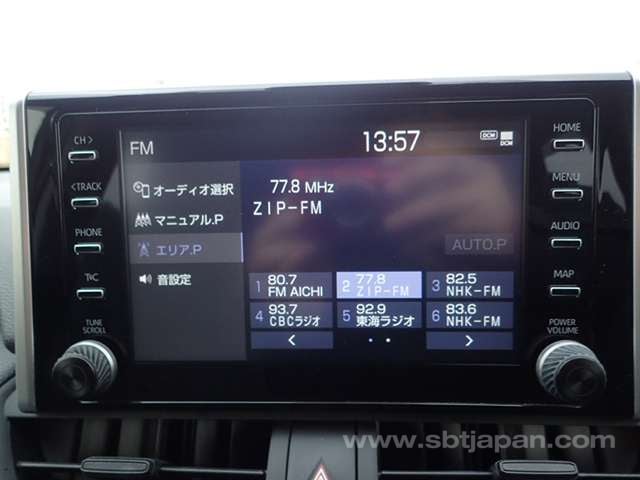 CH >
< TRACK
PHONE
T×C
TUNE
SCROLL
FM
13:57
DCM
DCM
オーディオ選択
マニュアル.P
エリア.P
音設定
77.8 MHz
ZIP-FM
AUTO.P
1 80.7
FM AICHI
2 77.8
ZIP-FM
3 82.5
NHK-FM
4 93.7
CBCラジオ
5 92.9
東海ラジオ
6 83.6
NHK-FM
<
>
HOME
MENU
AUDIO
MAP
POWER
VOLUME
www.sbtjapan.com